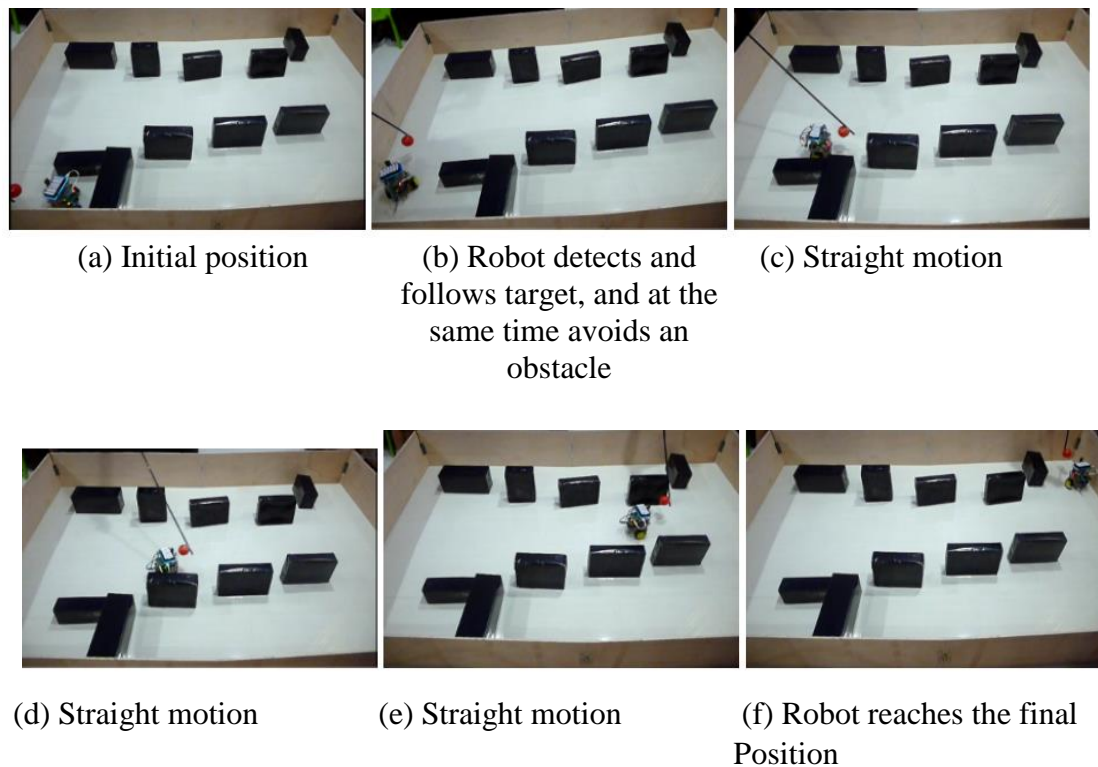 (a) Initial position
(b) Robot detects and
follows target, and at the
same time avoids an
obstacle
(c) Straight motion
(d) Straight motion
(e) Straight motion
(f) Robot reaches the final
Position